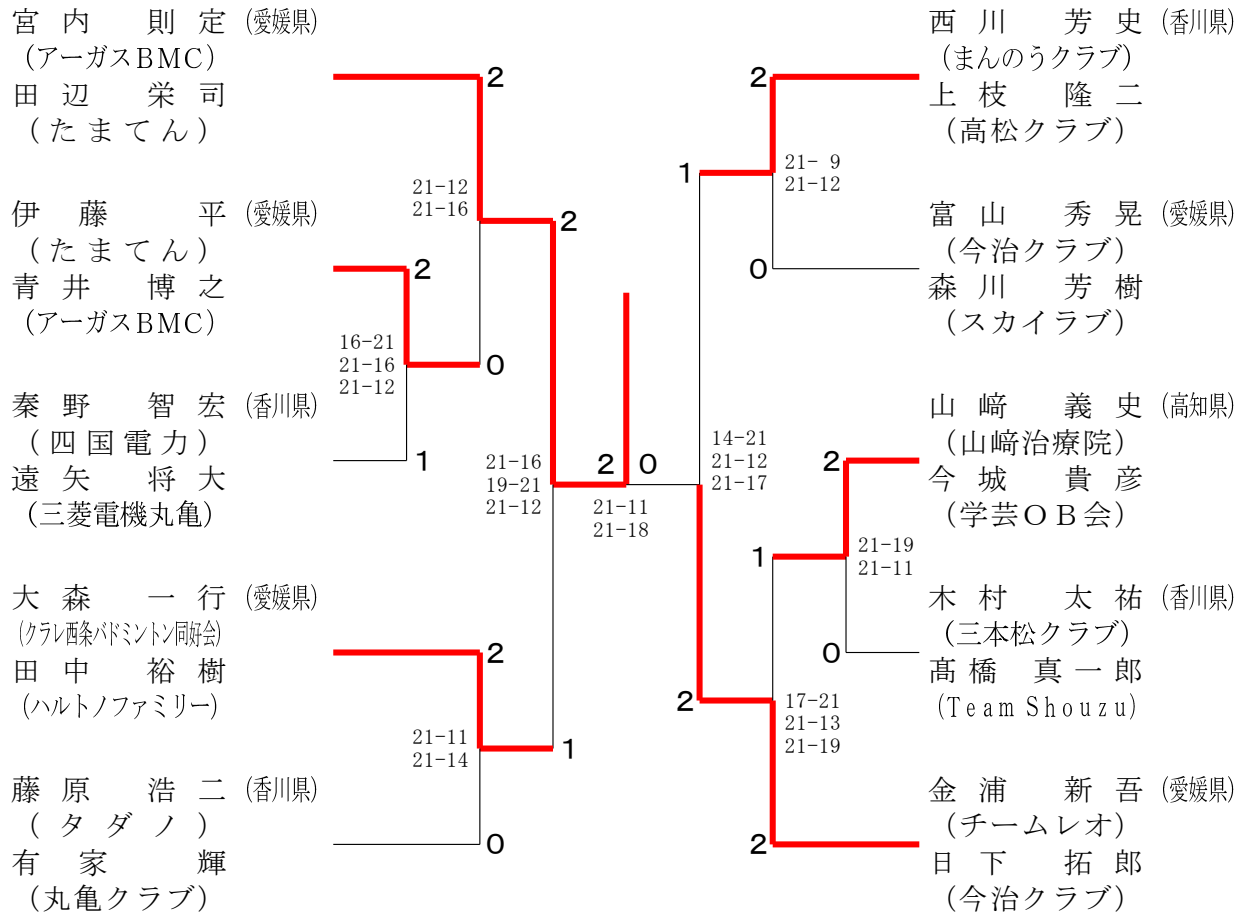 宮内 則定 (愛媛県)
(アーガスBMC)
田辺 栄司
(たまてん)
2
21-12
21-16
伊藤 平 (愛媛県)
(たまてん)
青井 博之
(アーガスBMC)
2
2
16-21
21-16
21-12
0
秦野 智宏 (香川県)
(四国電力)
遠矢 将大
(三菱電機丸亀)
1
21-16
19-21
21-12
2 0
21-11
21-18
大森 一行 (愛媛県)
(クラレ西条バドミントン同好会)
田中 裕樹
(ハルトノファミリー)
2
21-11
21-14
1
藤原 浩二 (香川県)
(タダノ)
有家 輝
(丸亀クラブ)
0
西川 芳史 (香川県)
(まんのうクラブ)
上枝 隆二
(高松クラブ)
2
1
21- 9
21-12
富山 秀晃 (愛媛県)
(今治クラブ)
森川 芳樹
(スカイラブ)
0
14-21
21-12
21-17
山﨑 義史 (高知県)
(山﨑治療院)
今城 貴彦
(学芸OB会)
2
1
21-19
21-11
木村 太祐 (香川県)
(三本松クラブ)
髙橋 真一郎
(Team Shouzu)
0
2
17-21
21-13
21-19
金浦 新吾 (愛媛県)
(チームレオ)
日下 拓郎
(今治クラブ)
2